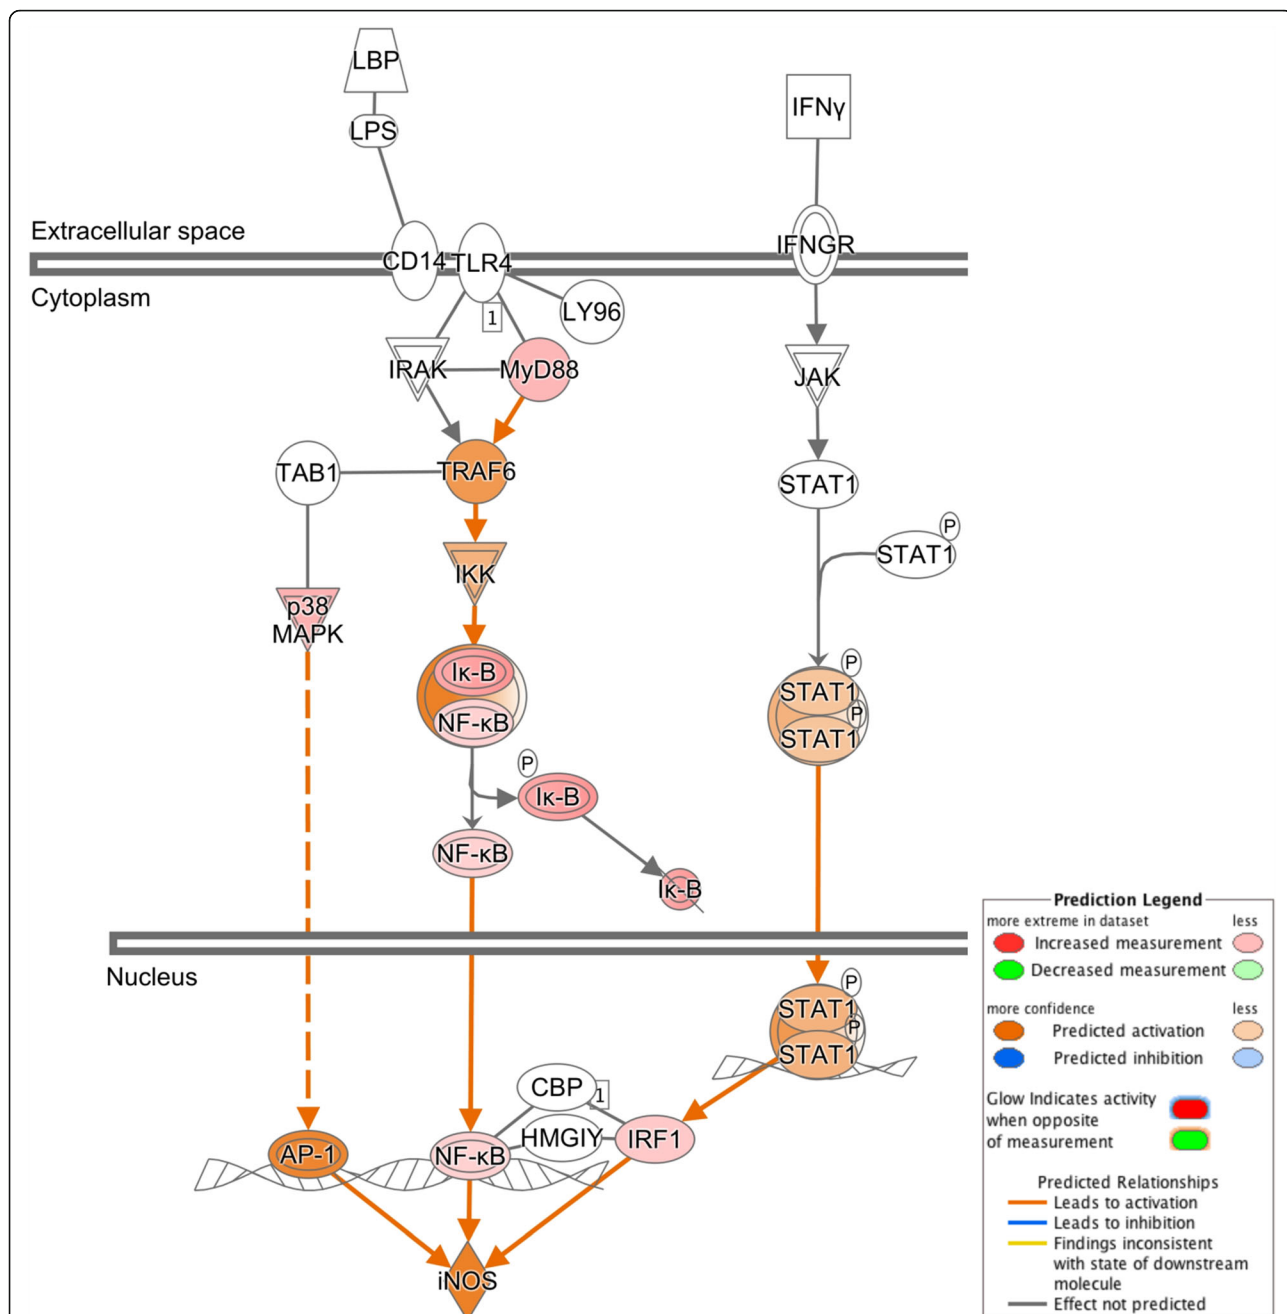 LBP
LPS
IFNγ
Extracellular space
CD14
TLR4
IFNGR
Cytoplasm
LY96
1
IRAK
MyD88
JAK
TAB1
TRAF6
STAT1
P
STAT1
IKK
p38
MAPK
Iκ-B
NF-κB
P
STAT1
P
STAT1
P
Iκ-B
NF-κB
Iκ-B
Nucleus
P
STAT1
P
STAT1
CBP
1
HMGIY
IRF1
AP-1
NF-κB
iNOS
Prediction Legend
more extreme in dataset less
Increased measurement
Decreased measurement
more confidence less
Predicted activation
Predicted inhibition
Glow Indicates activity
when opposite
of measurement
Predicted Relationships
Leads to activation
Leads to inhibition
Findings inconsistent
with state of downstream
molecule
Effect not predicted